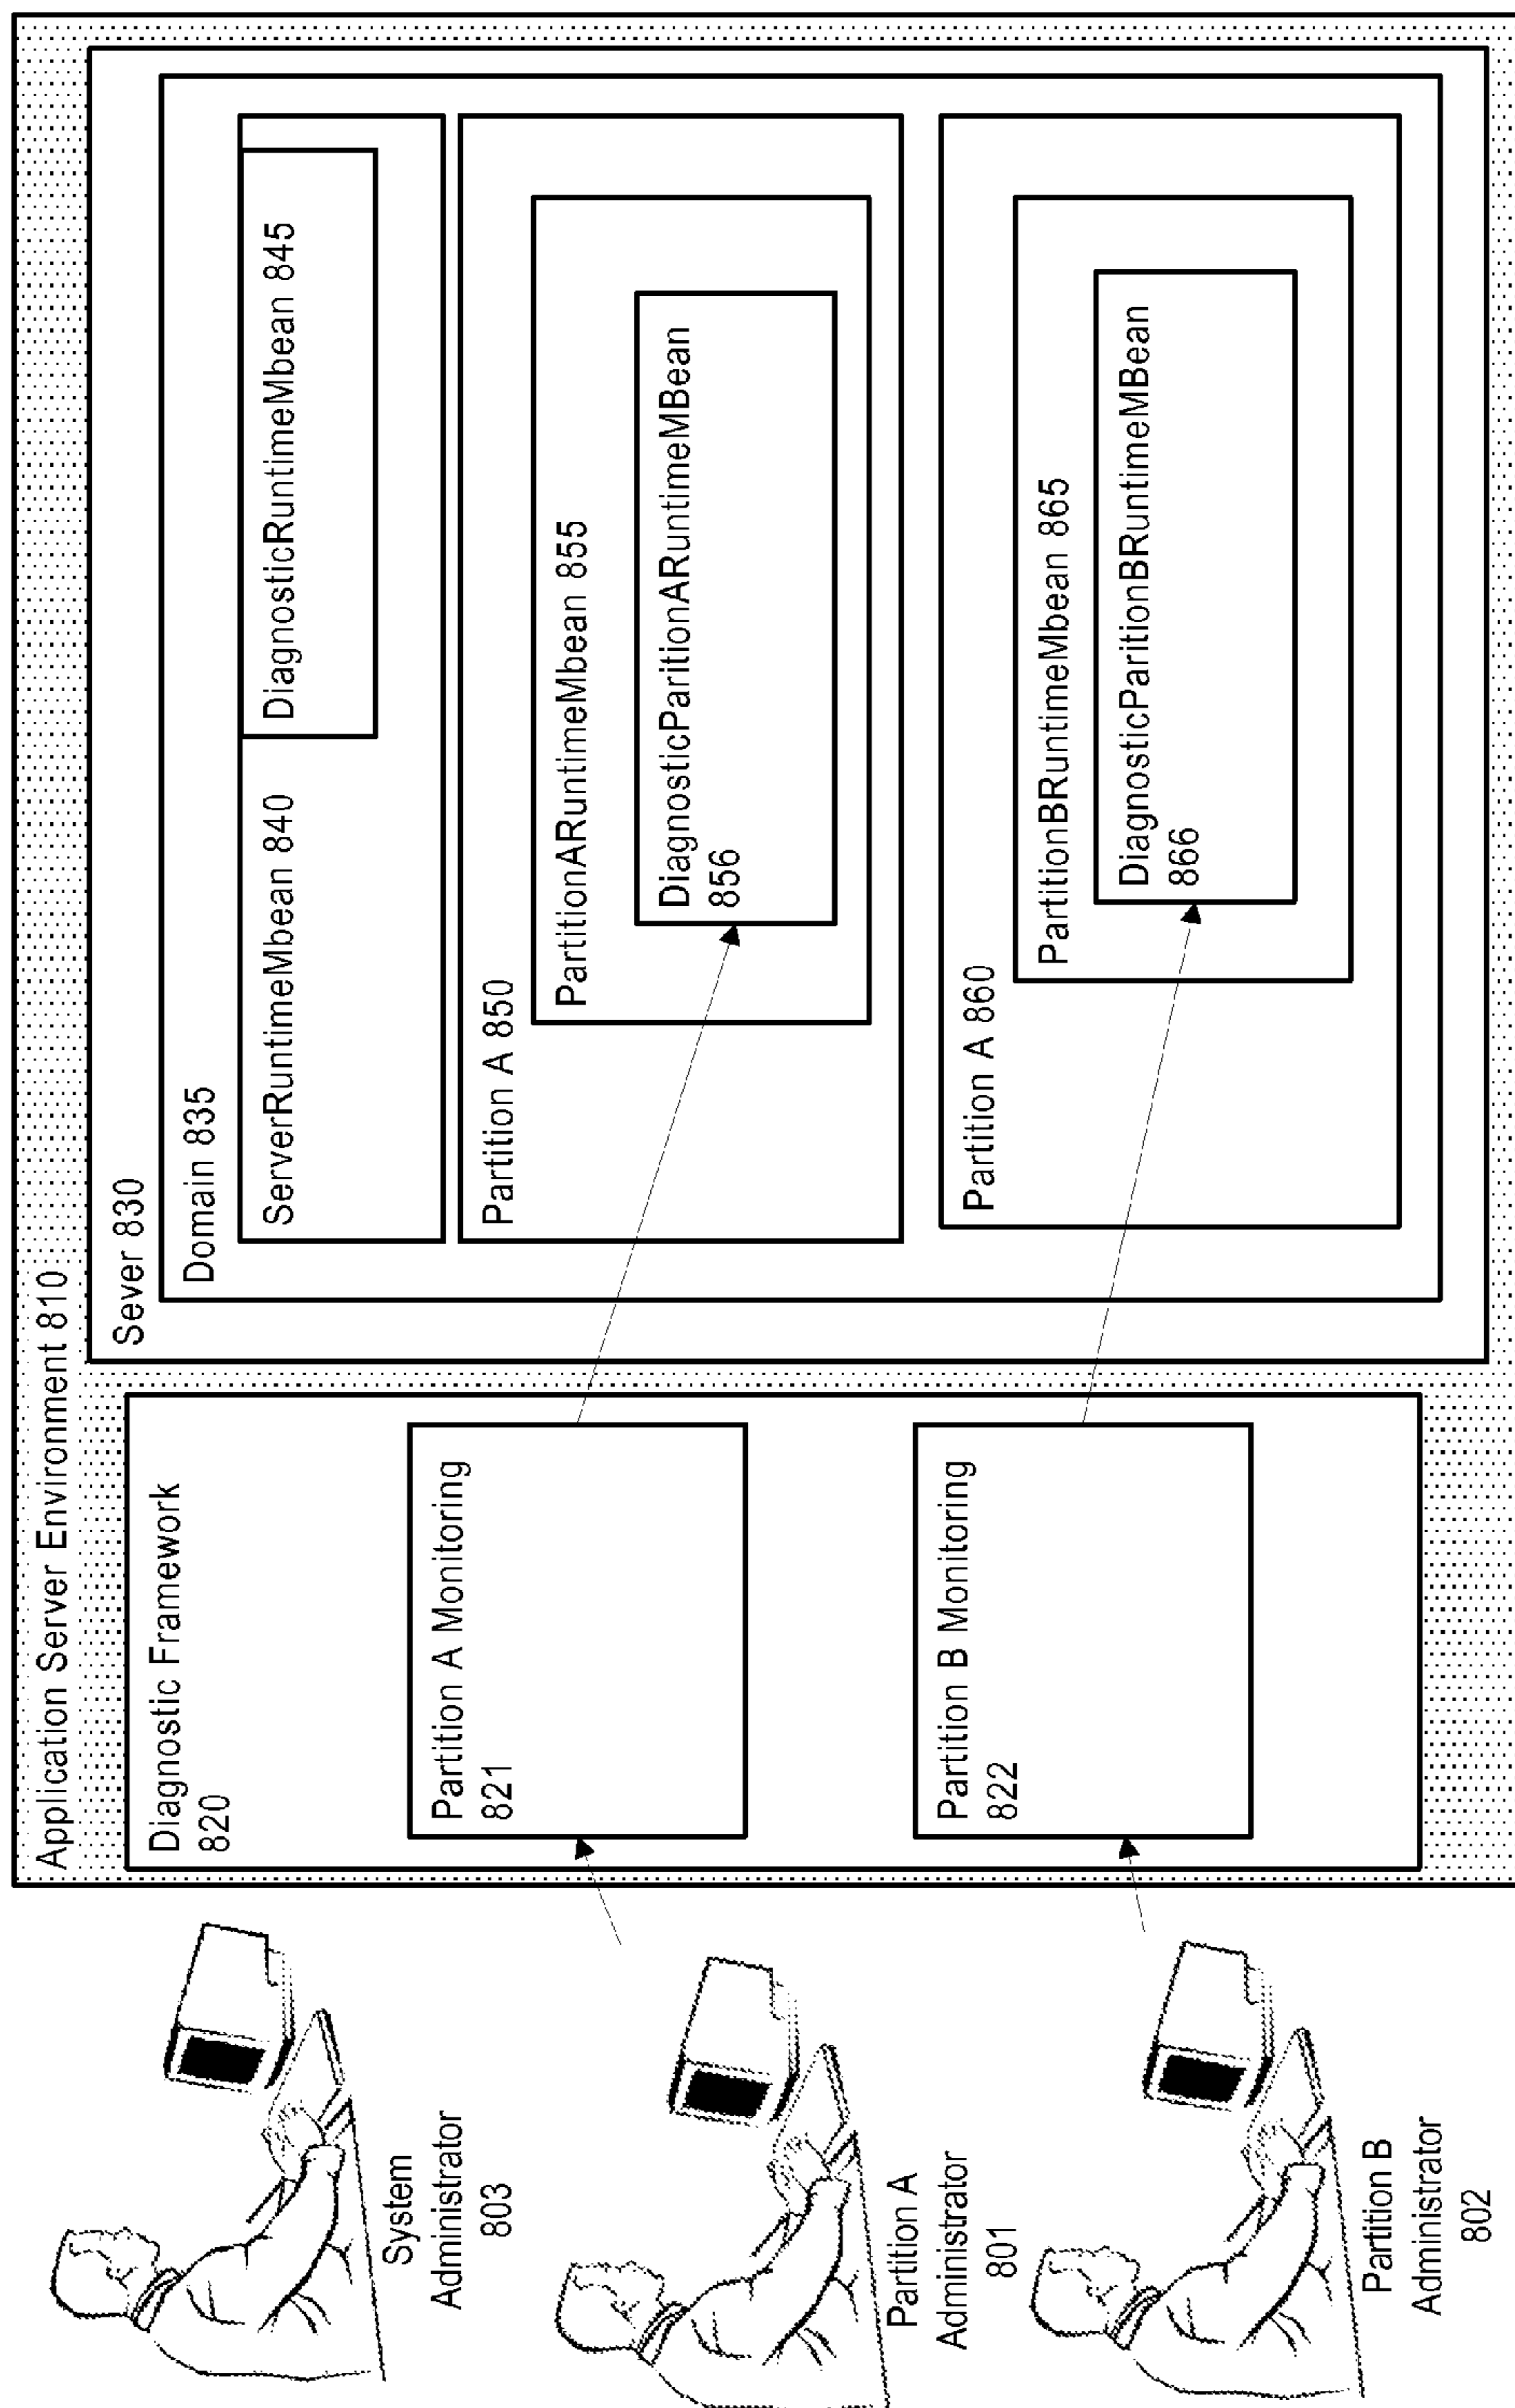 Application Server Environment 810
Diagnostic Framework
820
Partition A Monitoring
821
Partition B Monitoring
822
Sever 830
Domain 835
ServerRuntimeMbean 840
DiagnosticRuntimeMbean 845
Partition A 850
PartitionARuntimeMbean 855
DiagnosticParitionARuntimeMBean
856
Partition A 860
PartitionBRuntimeMbean 865
DiagnosticParitionBRuntimeMBean
866
System
Administrator
803
Partition A
Administrator
801
Partition B
Administrator
802